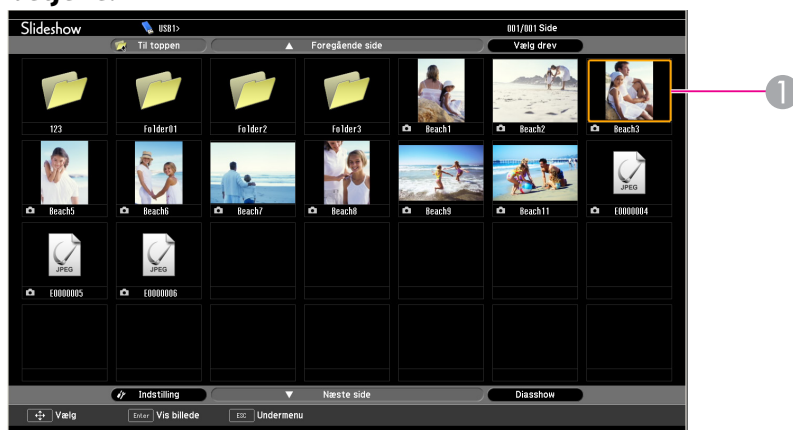 Slideshow USB1> 001/001 Side
Til toppen ▲ Foregående side Vælg drev
123 Folder01 Folder2 Folder3 Beach1 Beach2 Beach3
1
Beach5 Beach6 Beach7 Beach8 Beach9 Beach11 JPEG E0000004
JPEG E0000005 JPEG E0000006
Indstilling ▼ Næste side Diasshow
Vælg Enter Vis billede ESC Undermenu